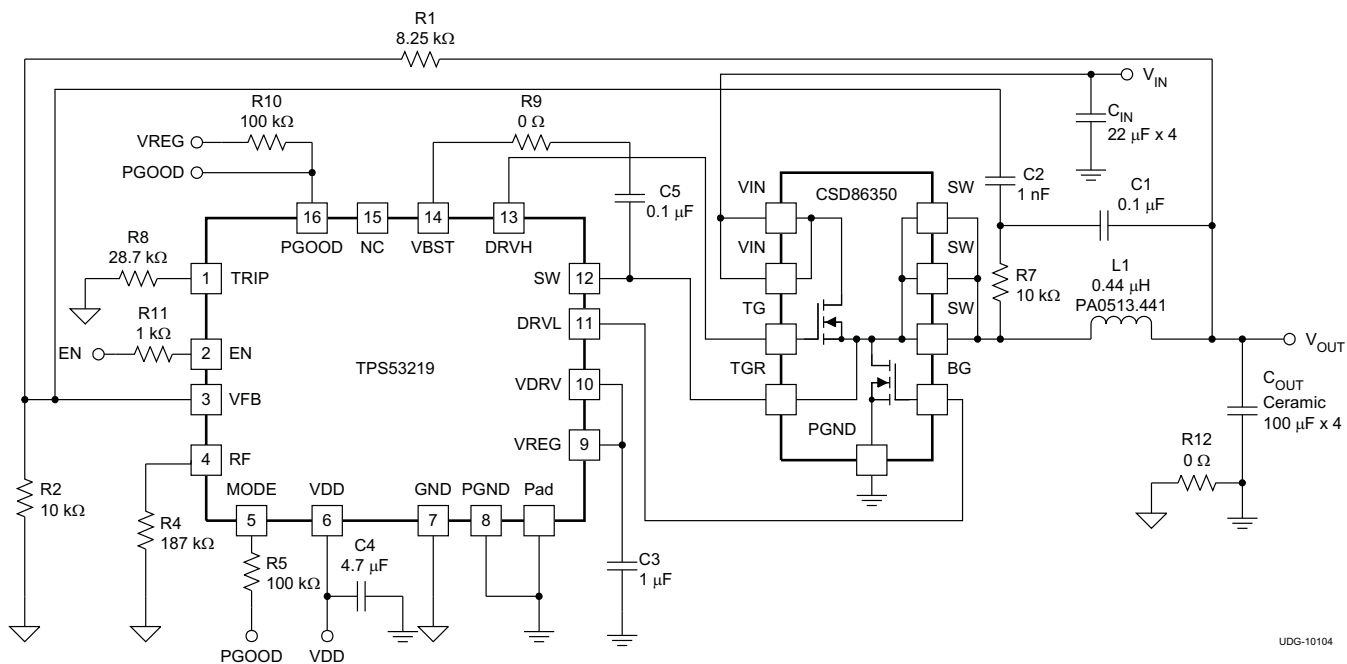 R1
8.25 kΩ
VIN
R10
100 kΩ
R9
0 Ω
CIN
22 μF x 4
VREG
PGOOD
C5
0.1 μF
VIN
CSD86350
SW
C2
1 nF
C1
0.1 μF
16
15
14
13
PGOOD
NC
VBST
DRVH
R8
28.7 kΩ
1
TRIP
SW
12
VIN
SW
R7
10 kΩ
L1
0.44 μH
PA0513.441
R11
1 kΩ
DRVL
11
TG
SW
EN
2
EN
TPS53219
VOUT
TGR
BG
3
VFB
VDRV
10
COUT
Ceramic
100 μF x 4
PGND
VREG
9
4
RF
R12
0 Ω
R2
10 kΩ
MODE
VDD
GND
PGND
Pad
5
6
7
8
R4
187 kΩ
R5
100 kΩ
C4
4.7 μF
C3
1 μF
PGOOD
VDD
UDG-10104